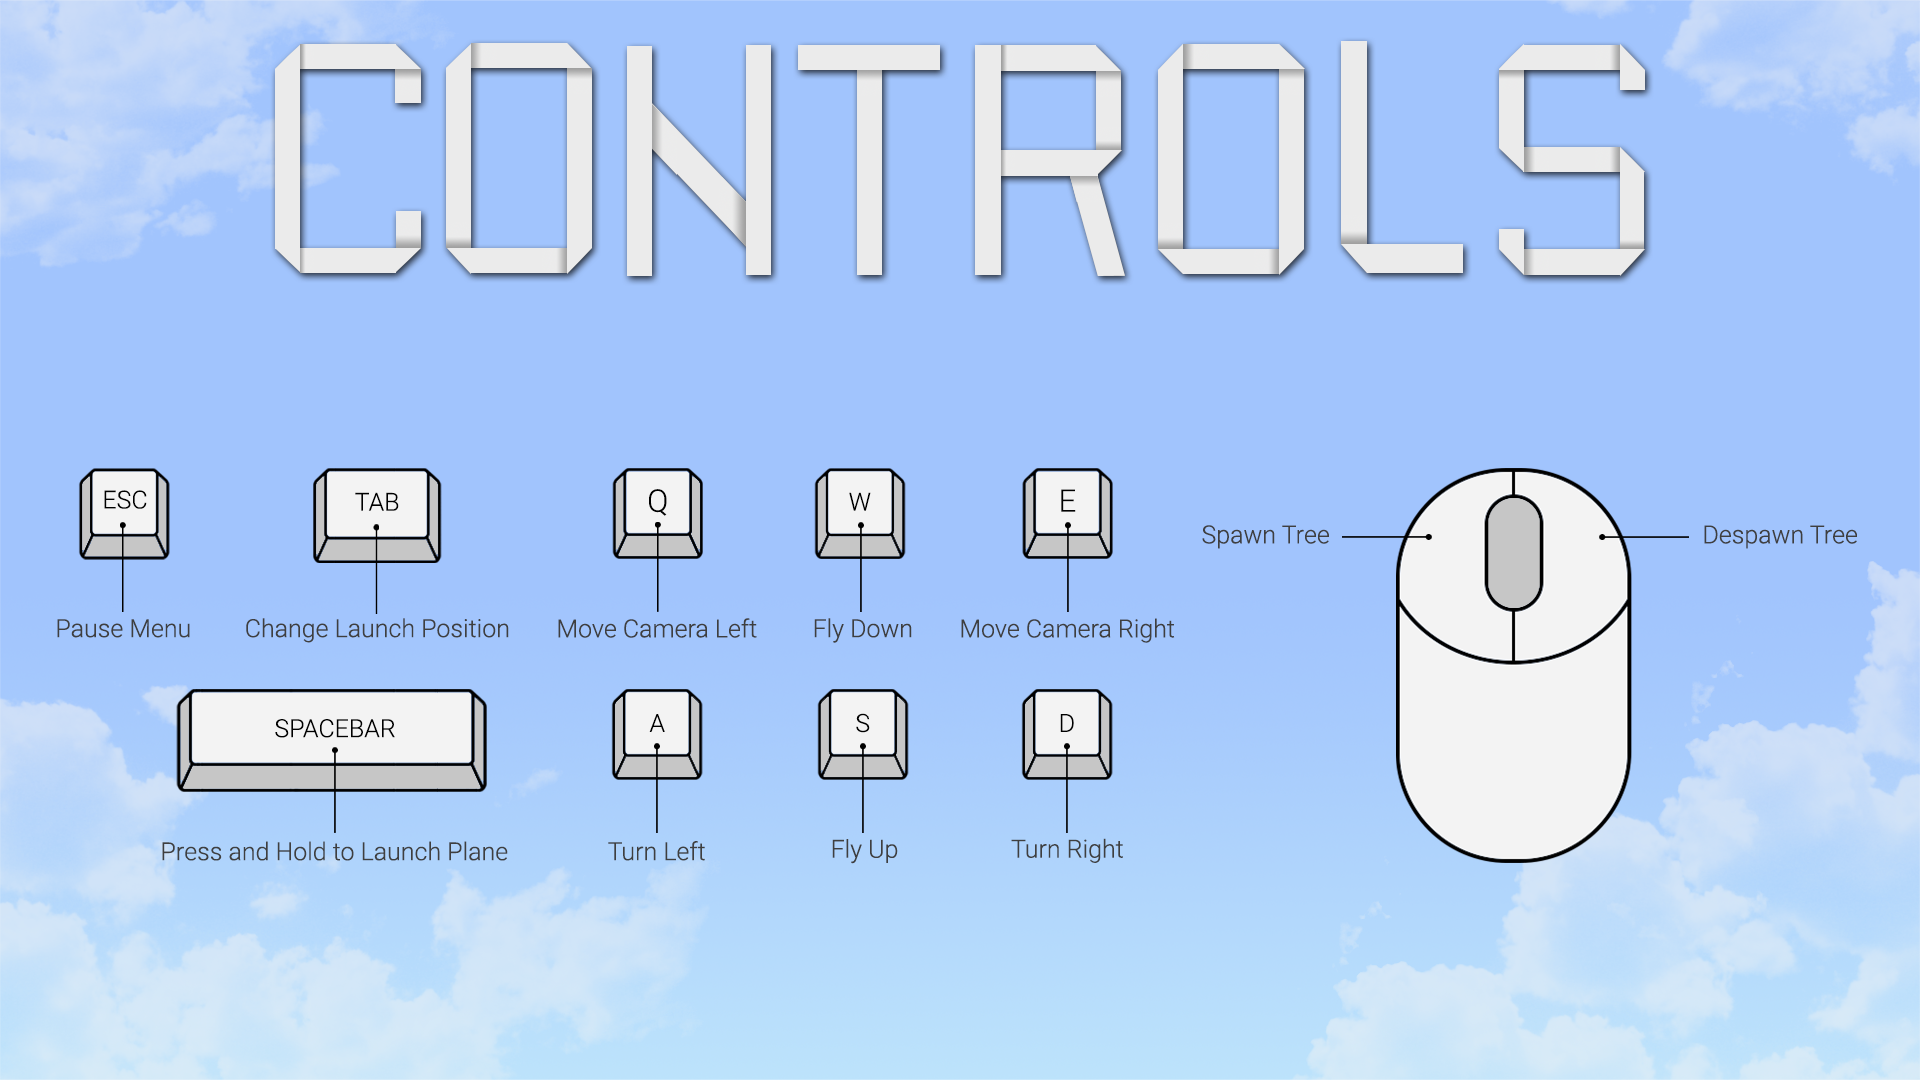 CONTROLS
ESC
TAB
Q
W
E
Spawn Tree
Despawn Tree
Pause Menu
Change Launch Position
Move Camera Left
Fly Down
Move Camera Right
SPACEBAR
A
S
D
Press and Hold to Launch Plane
Turn Left
Fly Up
Turn Right